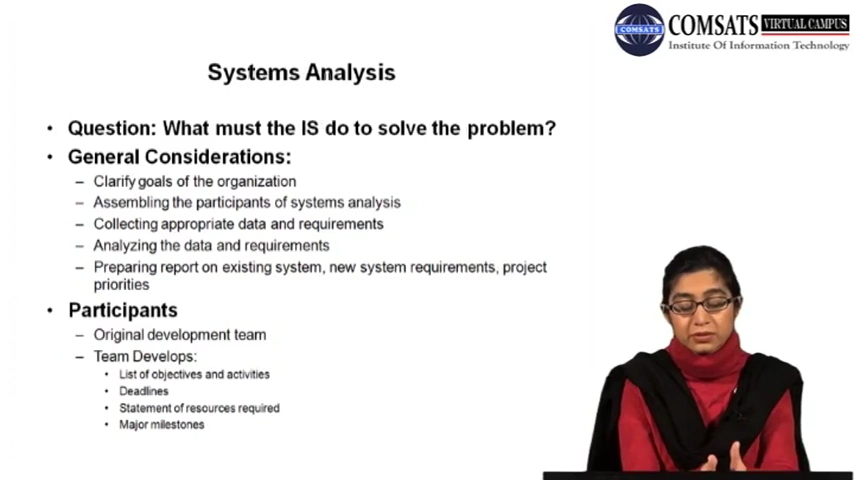 COMSATS
COMSATS VIRTUAL CAMPUS
Institute Of Information Technology
Systems Analysis
• Question: What must the IS do to solve the problem?
• General Considerations:
– Clarify goals of the organization
– Assembling the participants of systems analysis
– Collecting appropriate data and requirements
– Analyzing the data and requirements
– Preparing report on existing system, new system requirements, project
priorities
• Participants
– Original development team
– Team Develops:
• List of objectives and activities
• Deadlines
• Statement of resources required
• Major milestones